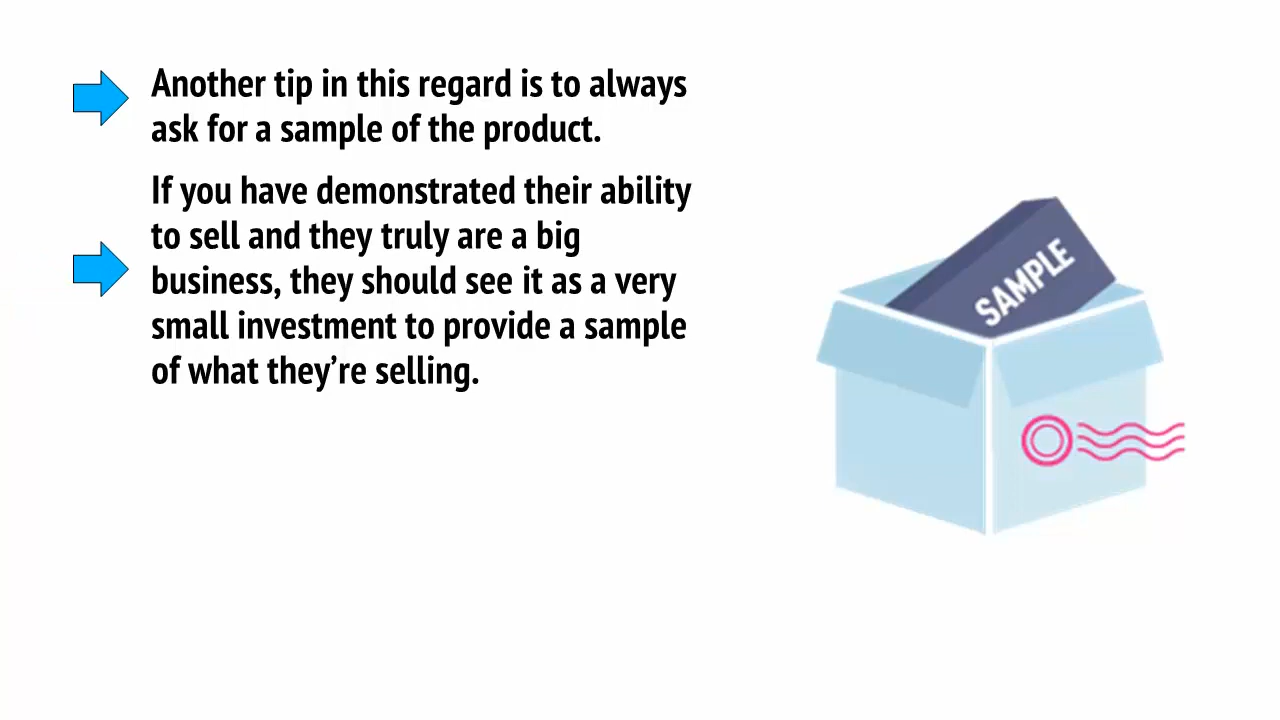 Another tip in this regard is to always
ask for a sample of the product.
If you have demonstrated their ability
to sell and they truly are a big
business, they should see it as a very
small investment to provide a sample
of what they’re selling.
SAMPLE